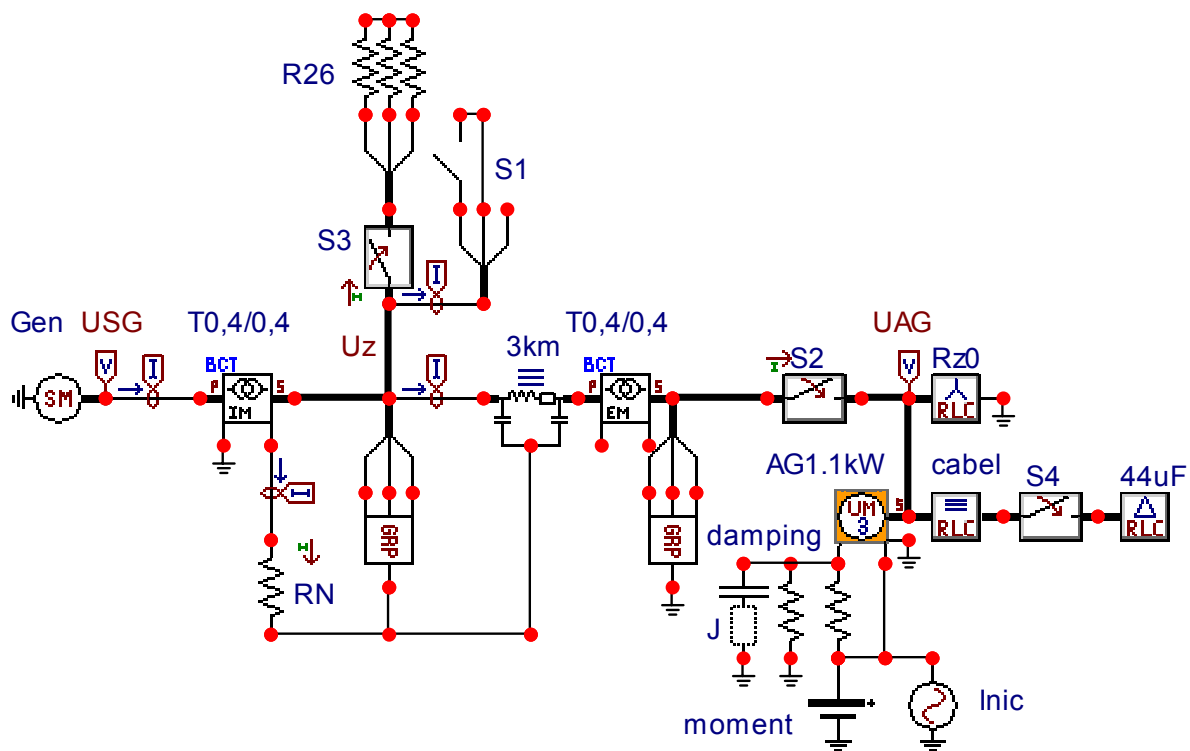 R26
S1
S3
I
Gen
USG
T0,4/0,4
Uz
3km
T0,4/0,4
S2
UAG
Rz0
V
I
BCT
I
BCT
I
V
SM
P
S
IM
P
S
EM
RLC
AG1.1kW
cabel
S4
44uF
I
UM
3
S
RLC
RLC
GRP
GRP
damping
H
RN
J
moment
Inic